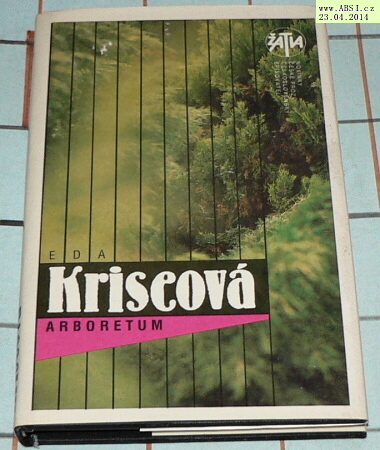 www.ABSI.cz
23.04.2014
ŽATVA
EDA
Kriseová
ARBORETUM